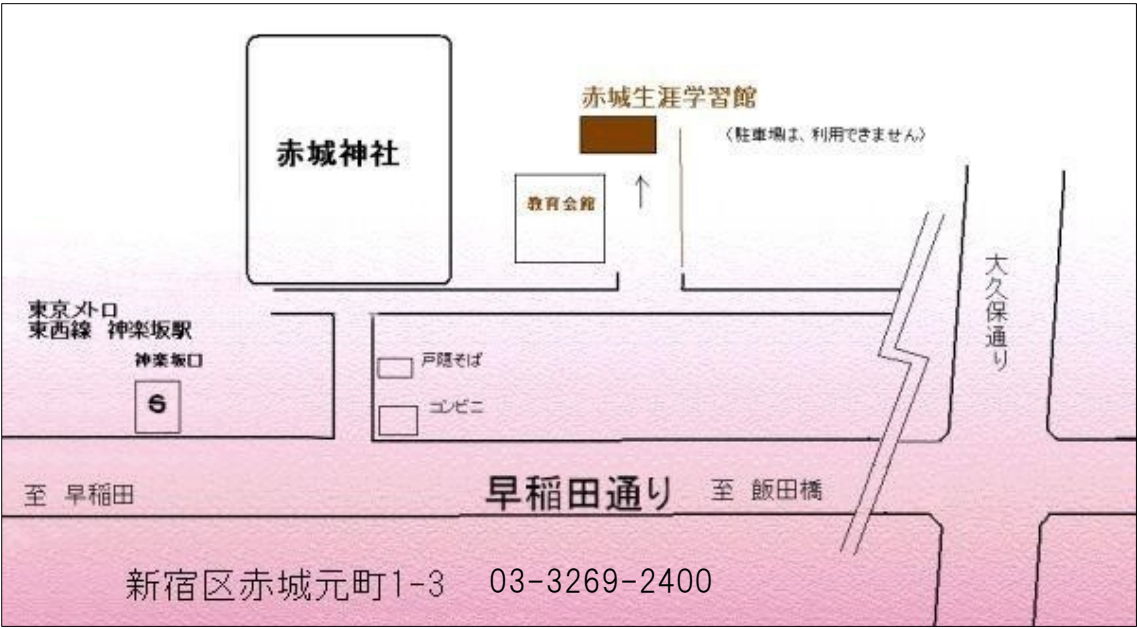 赤城生涯学習館
〈駐車場は、利用できません〉
赤城神社
教育会館
大久保通り
東京メトロ
東西線 神楽坂駅
神楽坂口
S
戸隠そば
コンビニ
至 早稲田
早稲田通り
至 飯田橋
新宿区赤城元町1-3 03-3269-2400